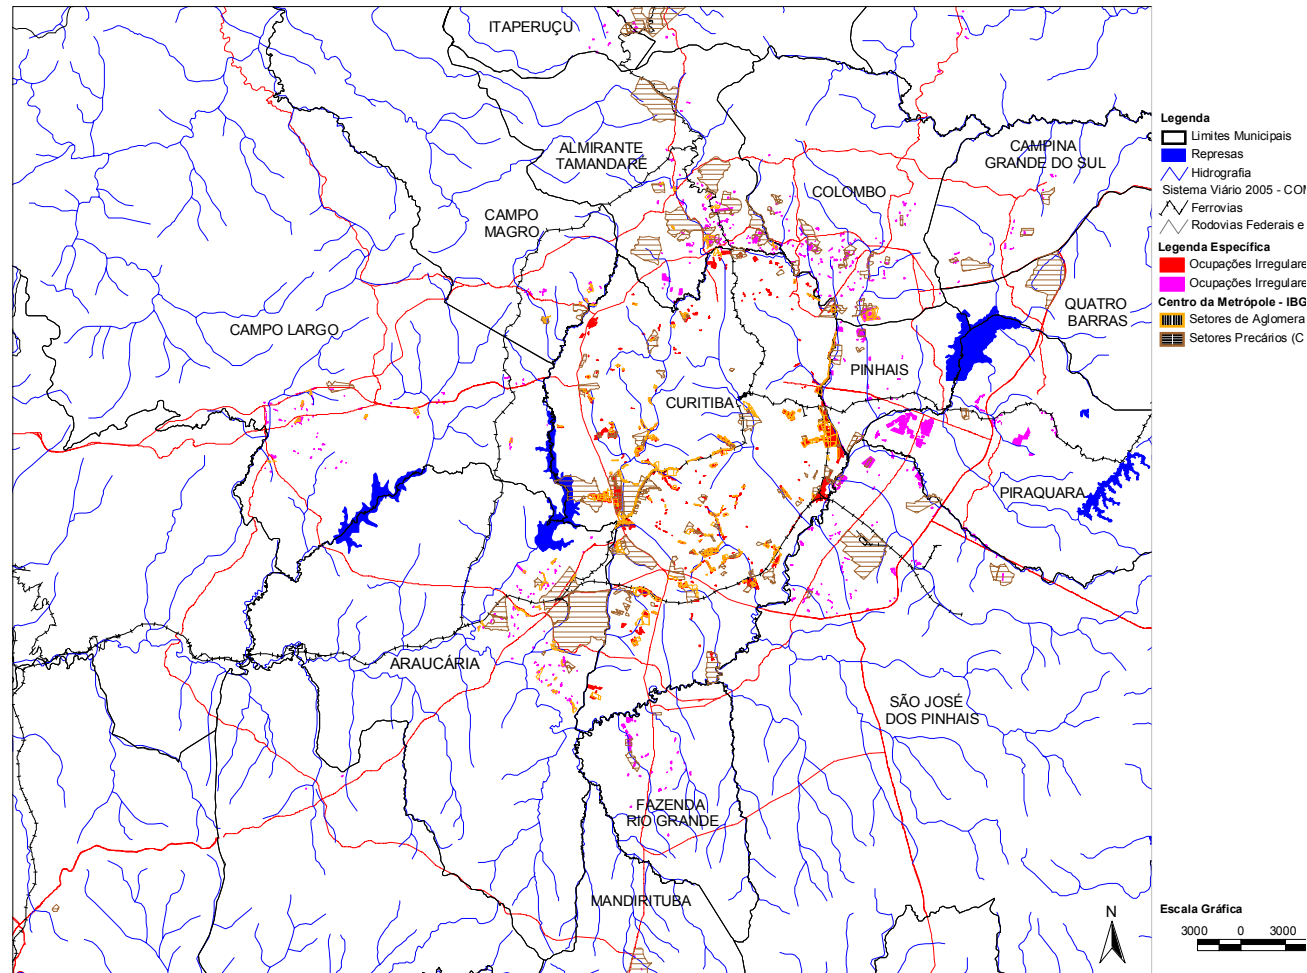 ITAPERUÇU
ALMIRANTE
TAMANDARÉ
CAMPINA
GRANDE DO SUL
COLOMBO
CAMPO
MAGRO
QUATRO
BARRAS
CAMPO LARGO
PINHAIS
CURITIBA
PIRAQUARA
ARAUCÁRIA
SÃO JOSÉ
DOS PINHAIS
FAZENDA
RIO GRANDE
MANDIRITUBA
N
Legenda
Limites Municipais
Represas
Hidrografia
Sistema Viário 2005 - COM
Ferrovias
Rodovias Federais e
Legenda Específica
Ocupações Irregulare
Ocupações Irregulare
Centro da Metrópole - IBG
Setores de Aglomera
Setores Precários (C
Escala Gráfica
3000 0 3000